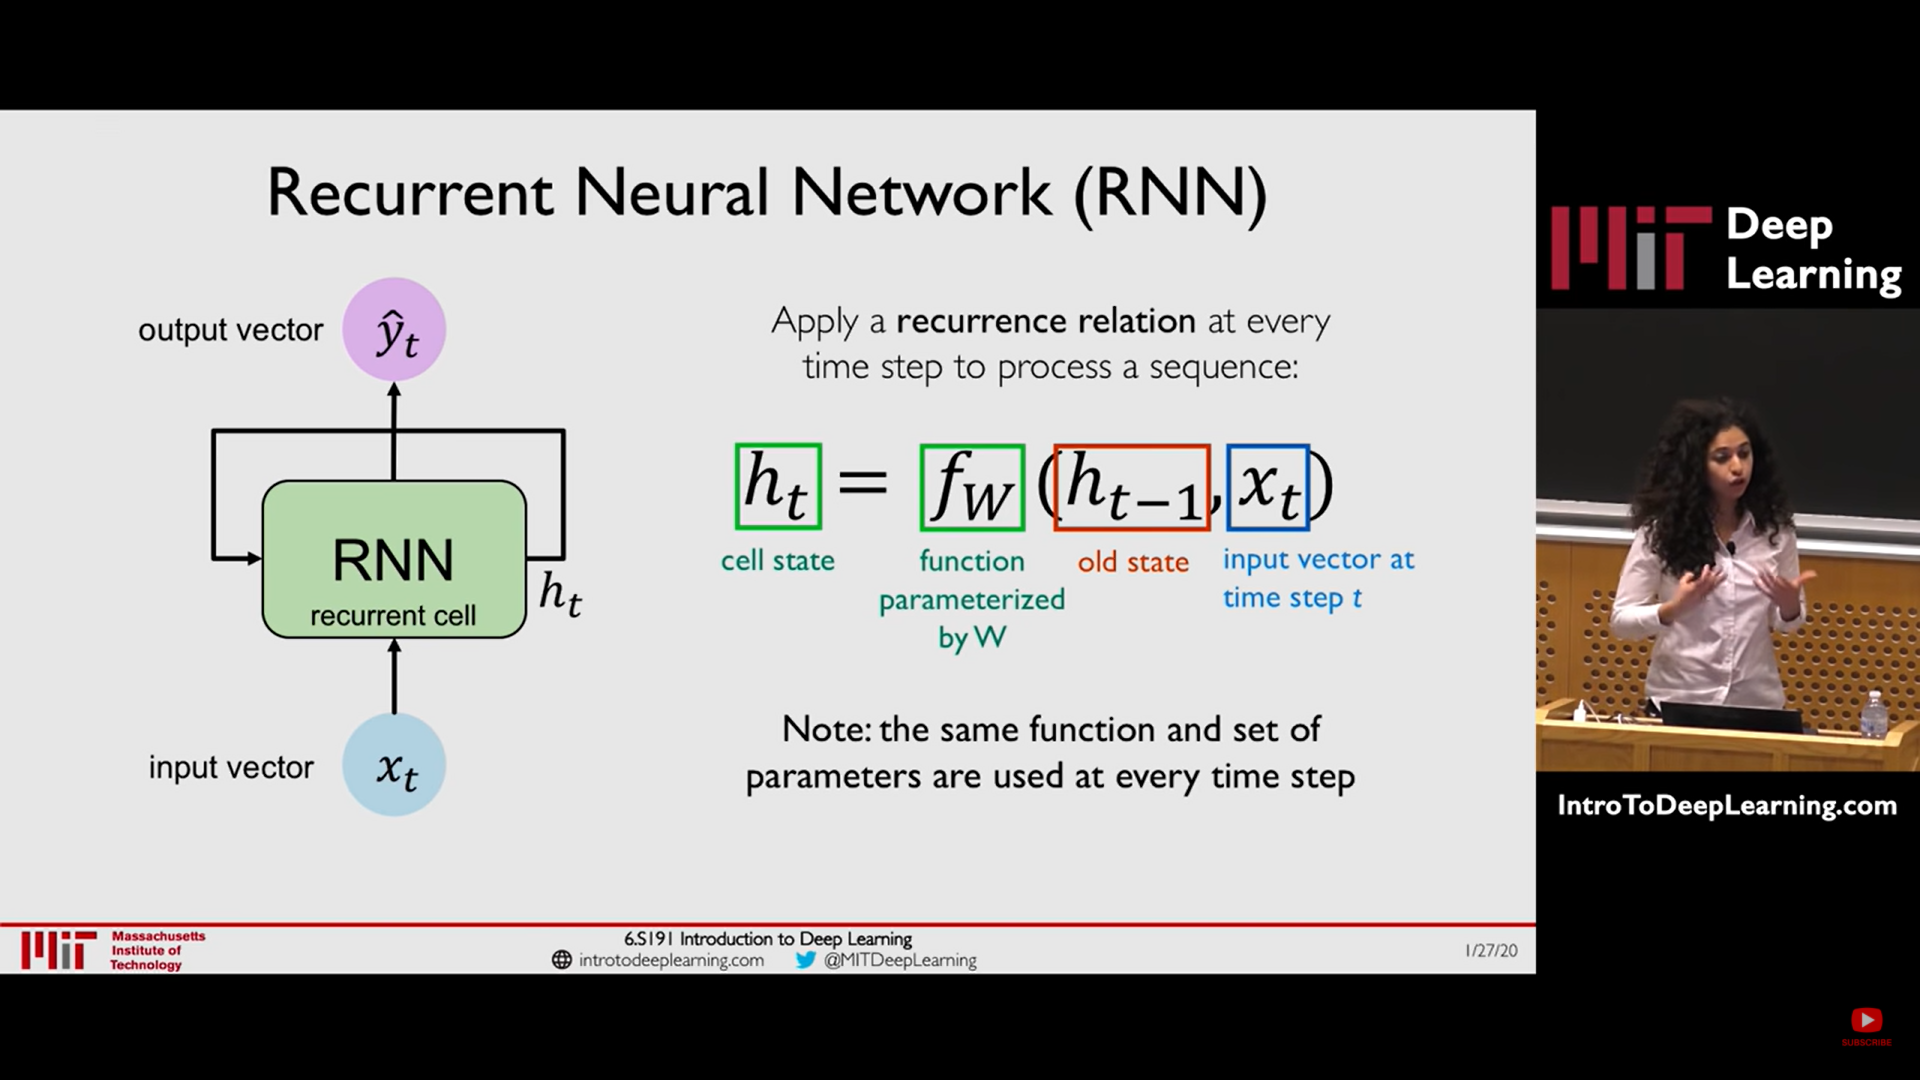 Recurrent Neural Network (RNN)
output vector
ŷt
RNN
recurrent cell
ht
input vector
xt
Apply a recurrence relation at every
time step to process a sequence:
ht = fW (ht−1, xt)
cell state
function
parameterized
by W
old state
input vector at
time step t
Note: the same function and set of
parameters are used at every time step
MIT
Massachusetts
Institute of
Technology
6.S191 Introduction to Deep Learning
introtodeeplearning.com @MITDeepLearning
1/27/20
MIT
Deep
Learning
IntroToDeepLearning.com
SUBSCRIBE